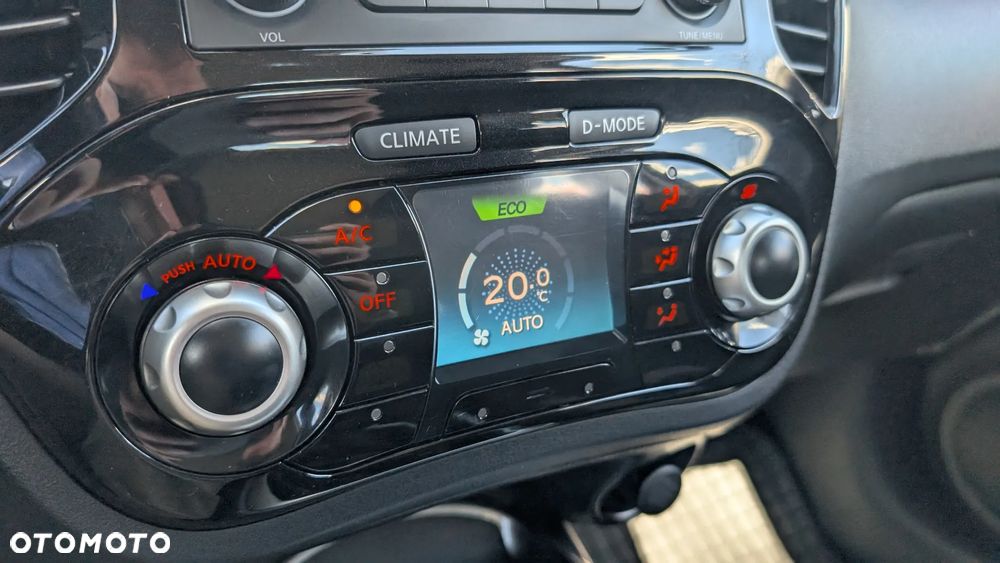 VOL
TUNE/MENU
CLIMATE
D-MODE
A/C
PUSH AUTO
OFF
ECO
20.0
°C
AUTO
OTOMOTO